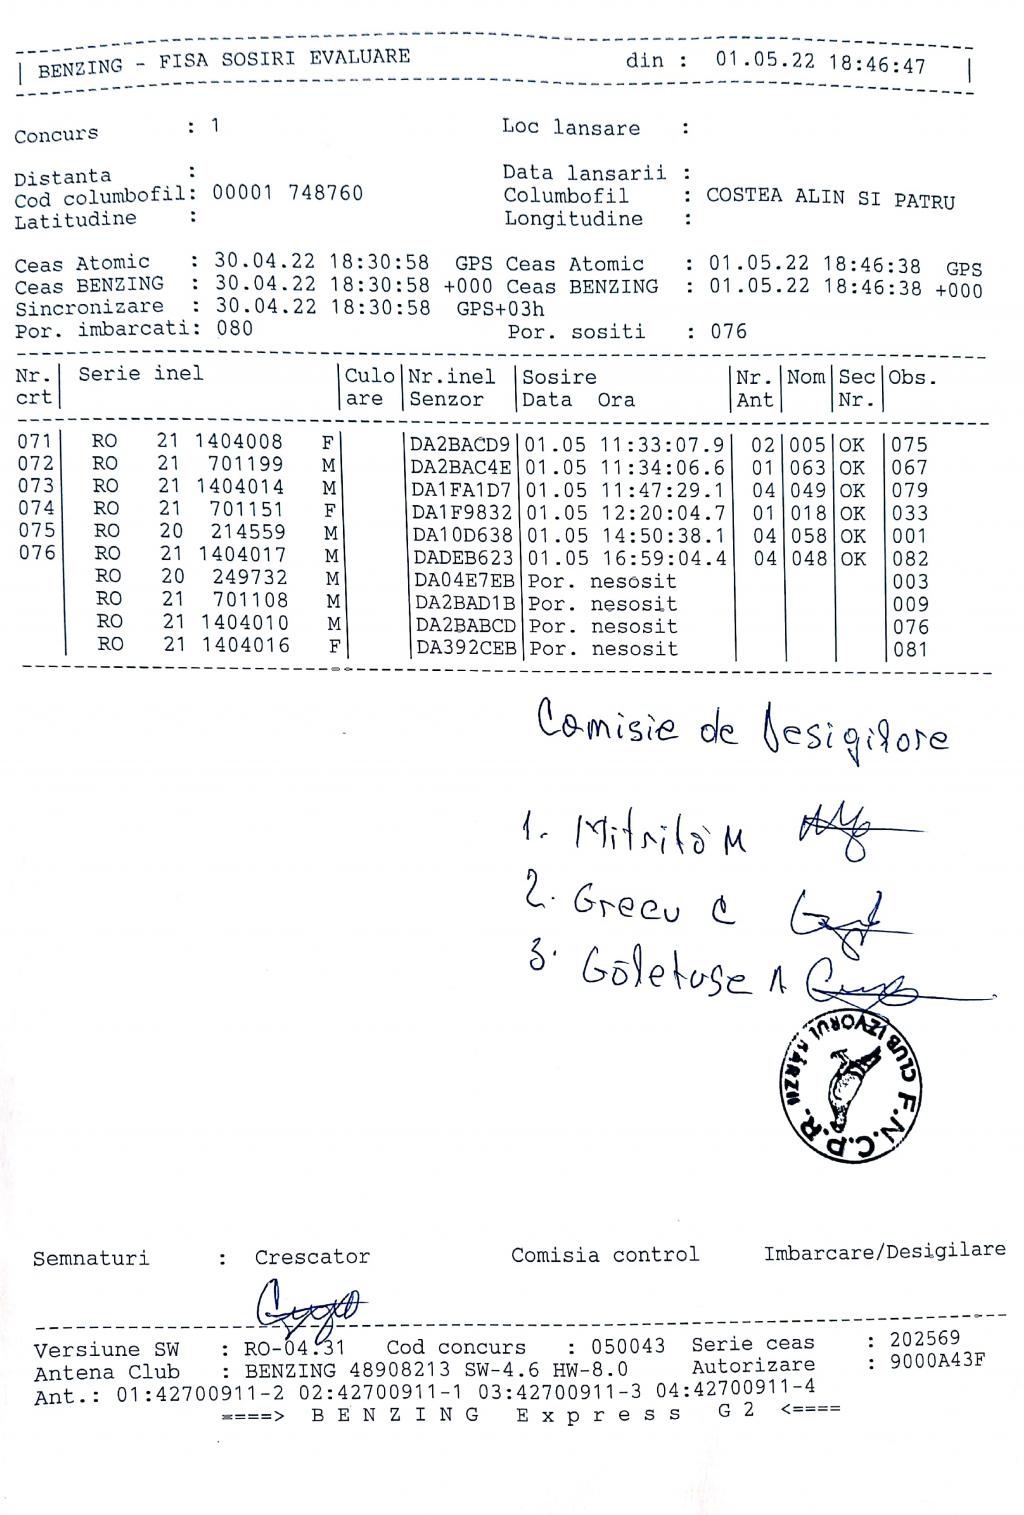 BENZING - FISA SOSIRI EVALUARE din : 01.05.22 18:46:47
Concurs : 1 Loc lansare :
Distanta : Data lansarii :
Cod columbofil: 00001 748760 Columbofil : COSTEA ALIN SI PATRU
Latitudine : Longitudine :
Ceas Atomic : 30.04.22 18:30:58 GPS Ceas Atomic : 01.05.22 18:46:38 GPS
Ceas BENZING : 30.04.22 18:30:58 +000 Ceas BENZING : 01.05.22 18:46:38 +000
Sincronizare : 30.04.22 18:30:58 GPS+03h
Por. imbarcati: 080 Por. sositi : 076
Nr. Serie inel Culo Nr.inel Sosire Nr. Nom Sec Obs.
crt are Senzor Data Ora Ant Nr.
071 RO 21 1404008 F DA2BACD9 01.05 11:33:07.9 02 005 OK 075
072 RO 21 701199 M DA2BAC4E 01.05 11:34:06.6 01 063 OK 067
073 RO 21 1404014 M DA1FA1D7 01.05 11:47:29.1 04 049 OK 079
074 RO 21 701151 F DA1F9832 01.05 12:20:04.7 01 018 OK 033
075 RO 20 214559 M DA10D638 01.05 14:50:38.1 04 058 OK 001
076 RO 21 1404017 M DADEB623 01.05 16:59:04.4 04 048 OK 082
RO 20 249732 M DA04E7EB Por. nesosit 003
RO 21 701108 M DA2BAD1B Por. nesosit 009
RO 21 1404010 M DA2BABCD Por. nesosit 076
RO 21 1404016 F DA392CEB Por. nesosit 081
Comisie de Desigilare
1. Mitrită M
2. Grecu C
3.
CLUB IZVORUL BÂRZII
F.N.C.P.R.
Semnaturi : Crescator Comisia control Imbarcare/Desigilare
Versiune SW : RO-04.31 Cod concurs : 050043 Serie ceas : 202569
Antena Club : BENZING 48908213 SW-4.6 HW-8.0 Autorizare : 9000A43F
Ant.: 01:42700911-2 02:42700911-1 03:42700911-3 04:42700911-4
====> B E N Z I N G E x p r e s s G 2 <====